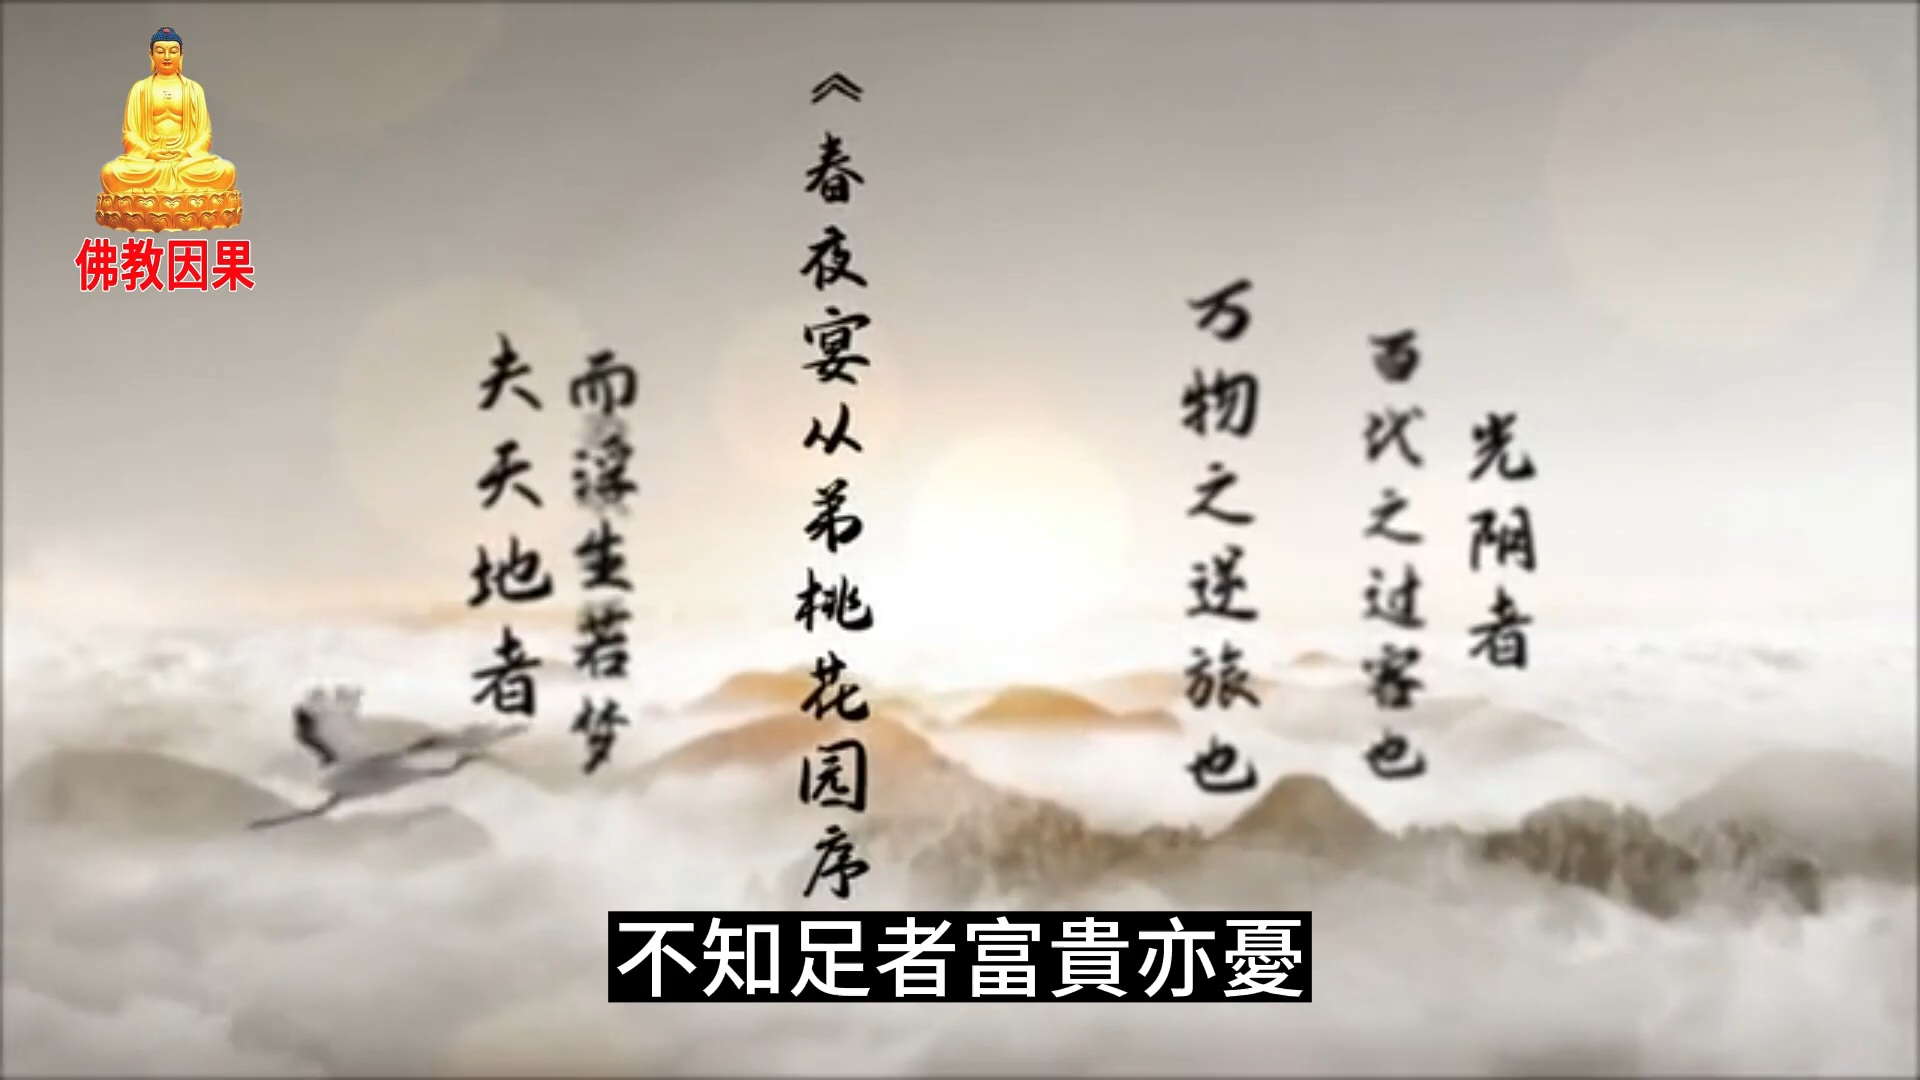 佛教因果
《春夜宴从弟桃花园序
夫天地者
万物之逆旅也
光阴者
百代之过客也
而浮生若梦
不知足者富貴亦憂